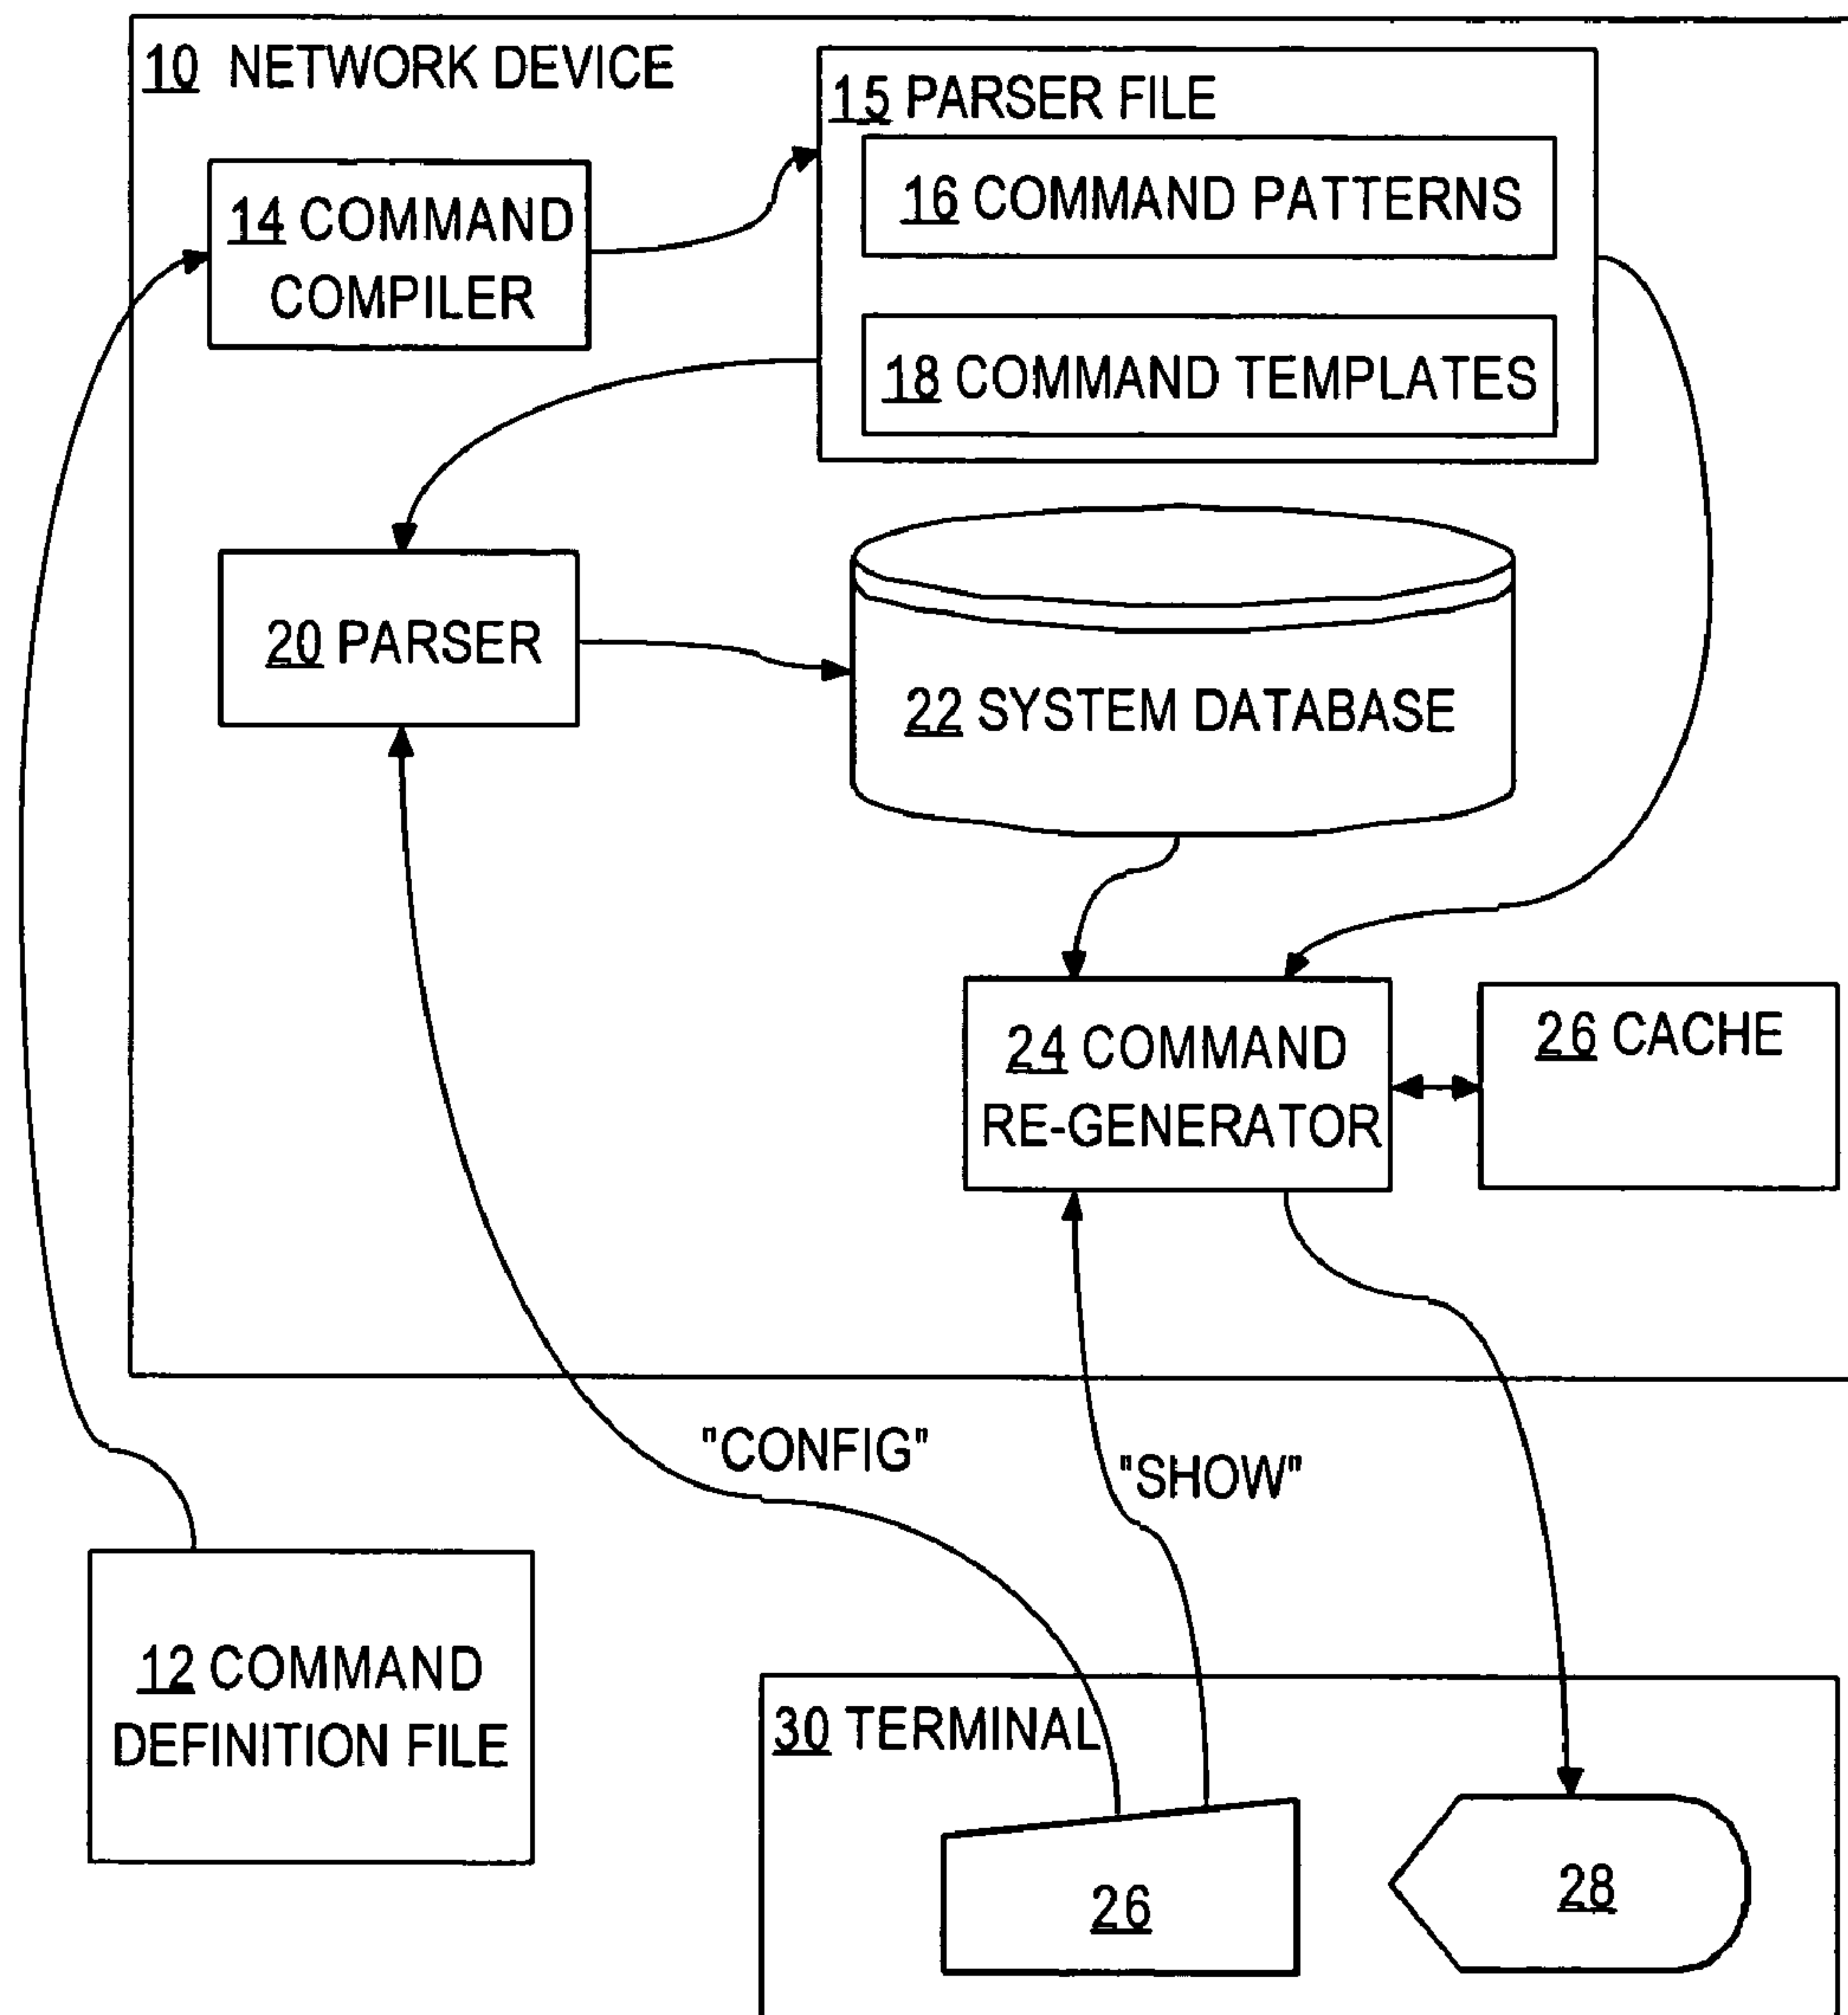 10 NETWORK DEVICE
15 PARSER FILE
16 COMMAND PATTERNS
14 COMMAND
COMPILER
18 COMMAND TEMPLATES
20 PARSER
22 SYSTEM DATABASE
24 COMMAND
RE-GENERATOR
26 CACHE
"CONFIG"
"SHOW"
12 COMMAND
DEFINITION FILE
30 TERMINAL
26
28